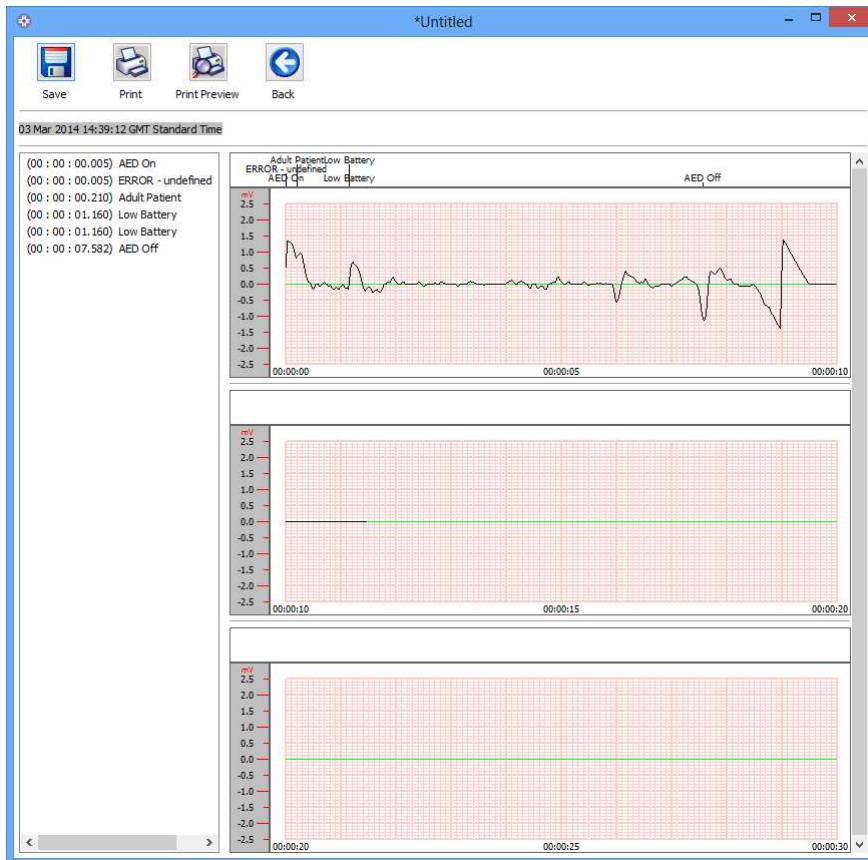 *Untitled
Save Print Print Preview Back
03 Mar 2014 14:39:12 GMT Standard Time
(00 : 00 : 00.005) AED On
(00 : 00 : 00.005) ERROR - undefined
(00 : 00 : 00.210) Adult Patient
(00 : 00 : 01.160) Low Battery
(00 : 00 : 01.160) Low Battery
(00 : 00 : 07.582) AED Off
Adult Patient Low Battery
ERROR - undefined
AED On Low Battery AED Off
mV
2.5
2.0
1.5
1.0
0.5
0.0
-0.5
-1.0
-1.5
-2.0
-2.5
00:00:00 00:00:05 00:00:10
mV
2.5
2.0
1.5
1.0
0.5
0.0
-0.5
-1.0
-1.5
-2.0
-2.5
00:00:10 00:00:15 00:00:20
mV
2.5
2.0
1.5
1.0
0.5
0.0
-0.5
-1.0
-1.5
-2.0
-2.5
00:00:20 00:00:25 00:00:30